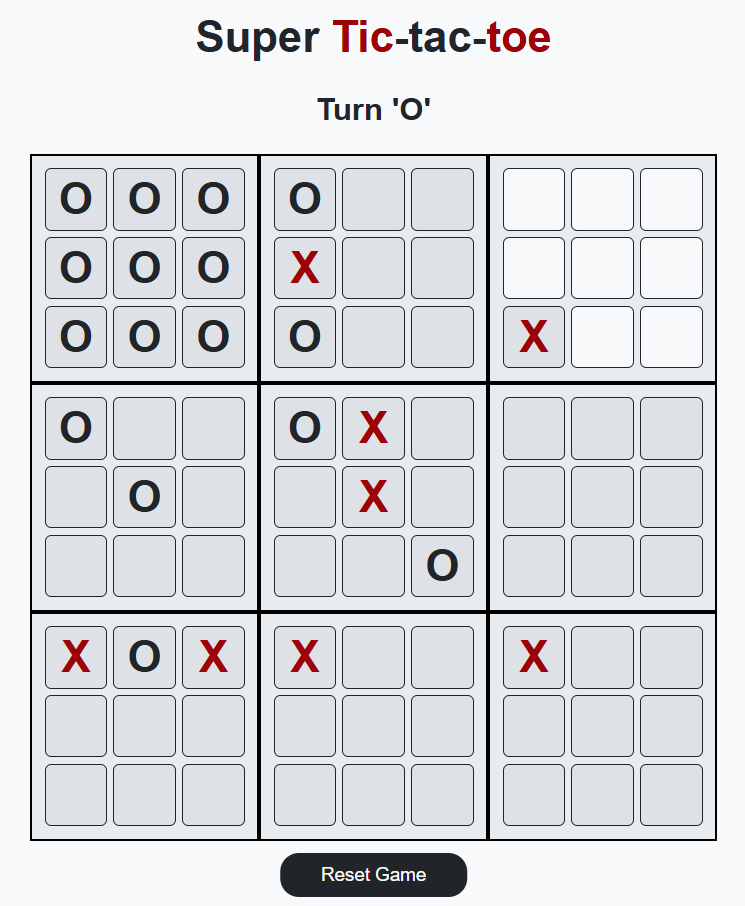 Super Tic-tac-toe
Turn 'O'
O O O O
O O O X
O O O O X
O O X
O X
O
X O X X X
Reset Game